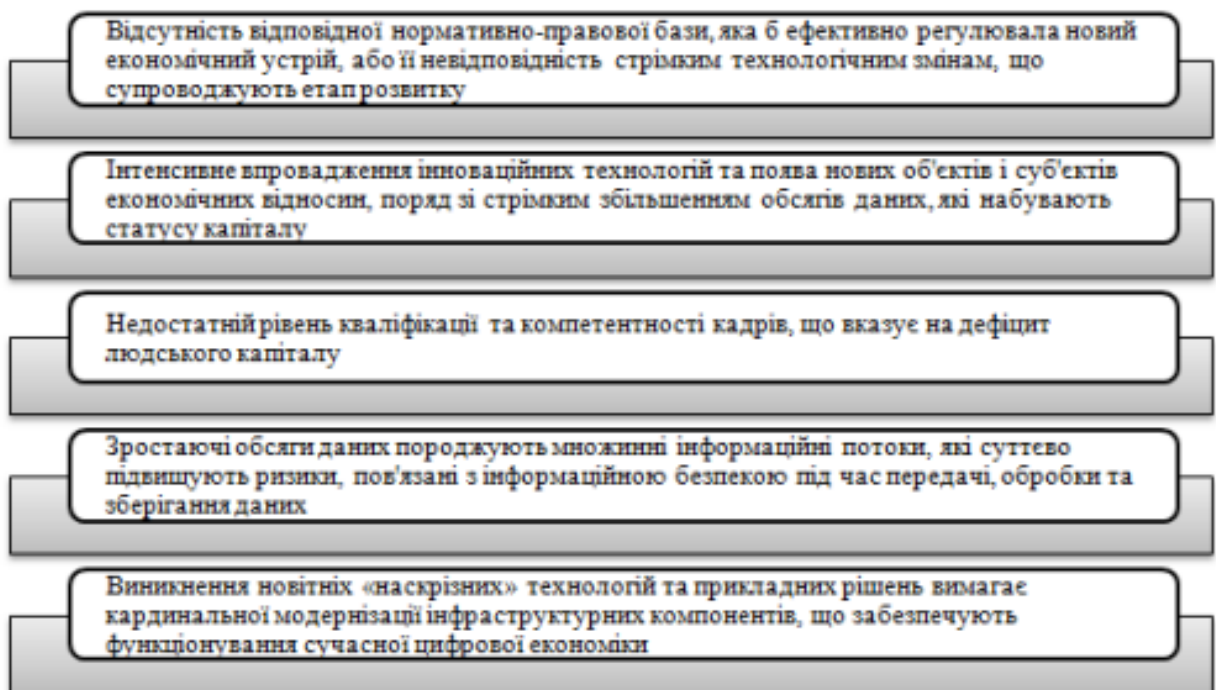 Відсутність відповідної нормативно-правової бази, яка б ефективно регулювала новий
економічний устрій, або її невідповідність стрімким технологічним змінам, що
супроводжують етап розвитку
Інтенсивне впровадження інноваційних технологій та поява нових об'єктів і суб'єктів
економічних відносин, поряд зі стрімким збільшенням обсягів даних, які набувають
статусу капіталу
Недостатній рівень кваліфікації та компетентності кадрів, що вказує на дефіцит
людського капіталу
Зростаючі обсяги даних породжують множинні інформаційні потоки, які суттєво
підвищують ризики, пов'язані з інформаційною безпекою під час передачі, обробки та
зберігання даних
Виникнення новітніх «наскрізних» технологій та прикладних рішень вимагає
кардинальної модернізації інфраструктурних компонентів, що забезпечують
функціонування сучасної цифрової економіки